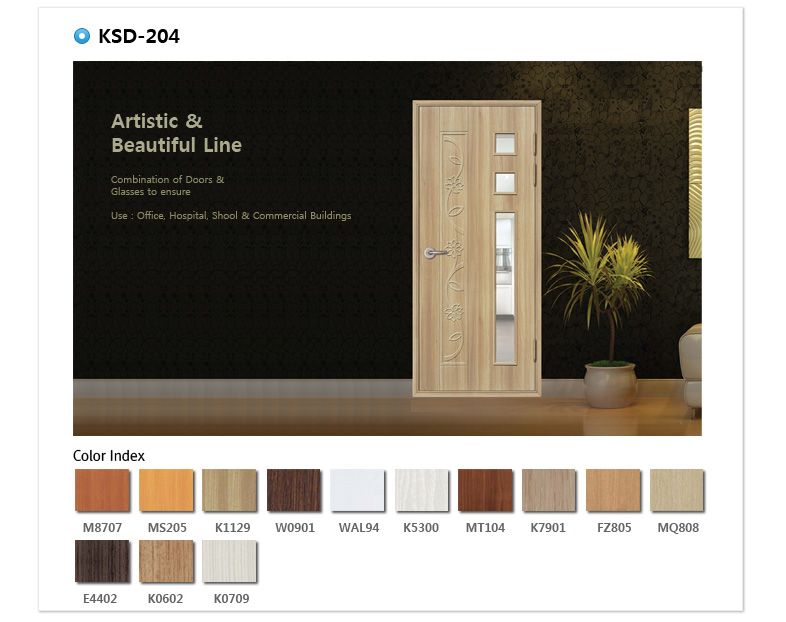 KSD-204
Artistic &
Beautiful Line
Combination of Doors &
Glasses to ensure
Use : Office, Hospital, Shool & Commercial Buildings
Color Index
M8707 MS205 K1129 W0901 WAL94 K5300 MT104 K7901 FZ805 MQ808
E4402 K0602 K0709